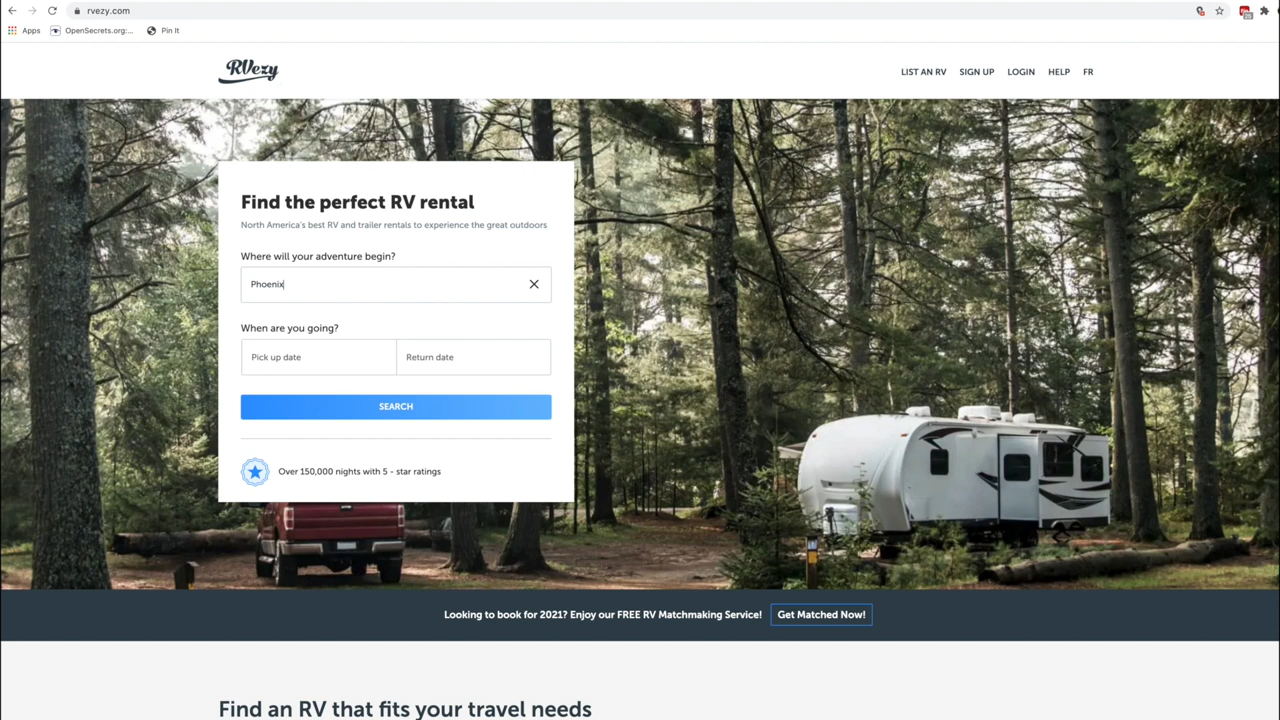 rvezy.com
Apps
OpenSecrets.org:...
Pin It
RVezy
LIST AN RV
SIGN UP
LOGIN
HELP
FR
Find the perfect RV rental
North America's best RV and trailer rentals to experience the great outdoors
Where will your adventure begin?
Phoenix
When are you going?
Pick up date
Return date
SEARCH
Over 150,000 nights with 5 - star ratings
Looking to book for 2021? Enjoy our FREE RV Matchmaking Service!
Get Matched Now!
Find an RV that fits your travel needs